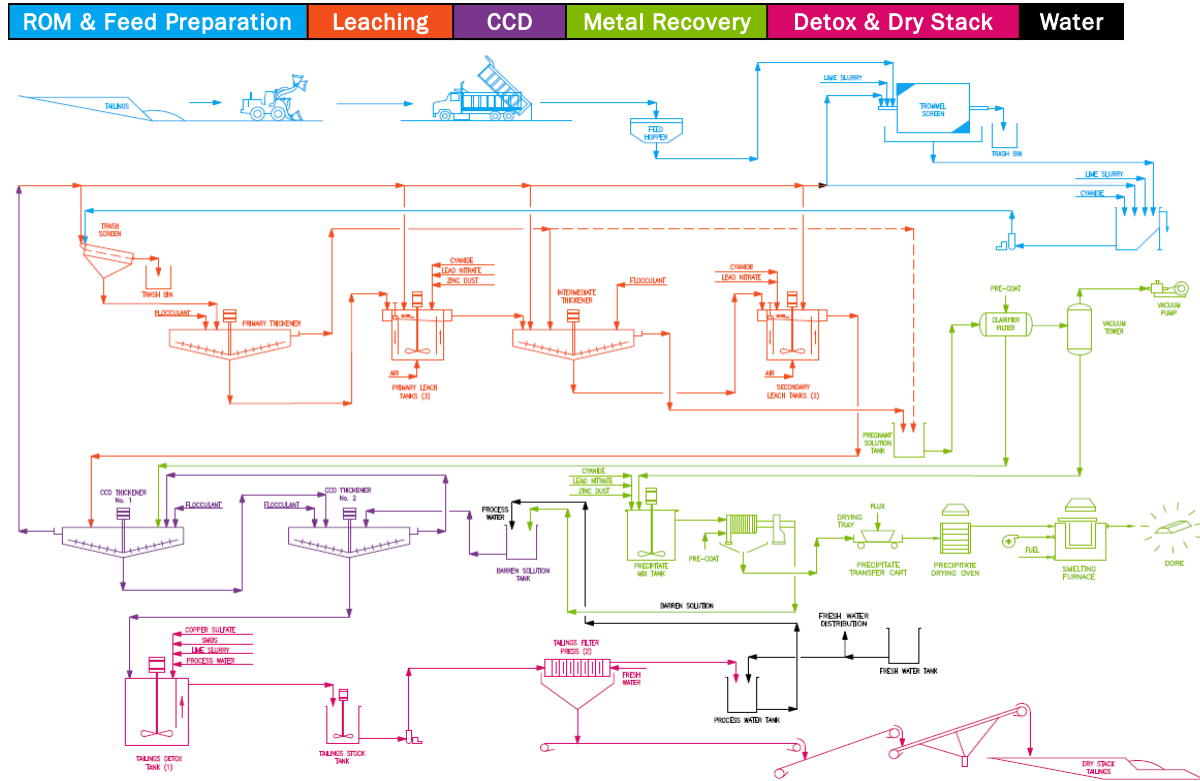 ROM & Feed Preparation
Leaching
CCD
Metal Recovery
Detox & Dry Stack
Water
TAILINGS
FEED
HOPPER
LIME SLURRY
TROMMEL
SCREEN
TRASH BIN
LIME SLURRY
CYANIDE
TRASH
SCREEN
TRASH BIN
FLOCCULANT
PRIMARY THICKENER
CYANIDE
LEAD NITRATE
ZINC DUST
AIR
PRIMARY LEACH
TANKS (3)
INTERMEDIATE
THICKENER
FLOCCULANT
CYANIDE
LEAD NITRATE
AIR
SECONDARY
LEACH TANKS (2)
PRE-COAT
CLARIFIER
FILTER
VACUUM
TOWER
VACUUM
PUMP
PREGNANT
SOLUTION
TANK
CCD THICKENER
No. 1
FLOCCULANT
CCD THICKENER
No. 2
FLOCCULANT
PROCESS
WATER
BARREN SOLUTION
TANK
CYANIDE
LEAD NITRATE
ZINC DUST
PRECIPITATE
MIX TANK
PRE-COAT
DRYING
TRAY
FLUX
PRECIPITATE
TRANSFER CART
PRECIPITATE
DRYING OVEN
FUEL
SMELTING
FURNACE
DORE
BARREN SOLUTION
COPPER SULFATE
SMBS
LIME SLURRY
PROCESS WATER
TAILINGS DETOX
TANK (1)
TAILINGS STOCK
TANK
TAILINGS FILTER
PRESS (2)
FRESH
WATER
PROCESS WATER TANK
FRESH WATER
DISTRIBUTION
FRESH WATER TANK
DRY STACK
TAILINGS